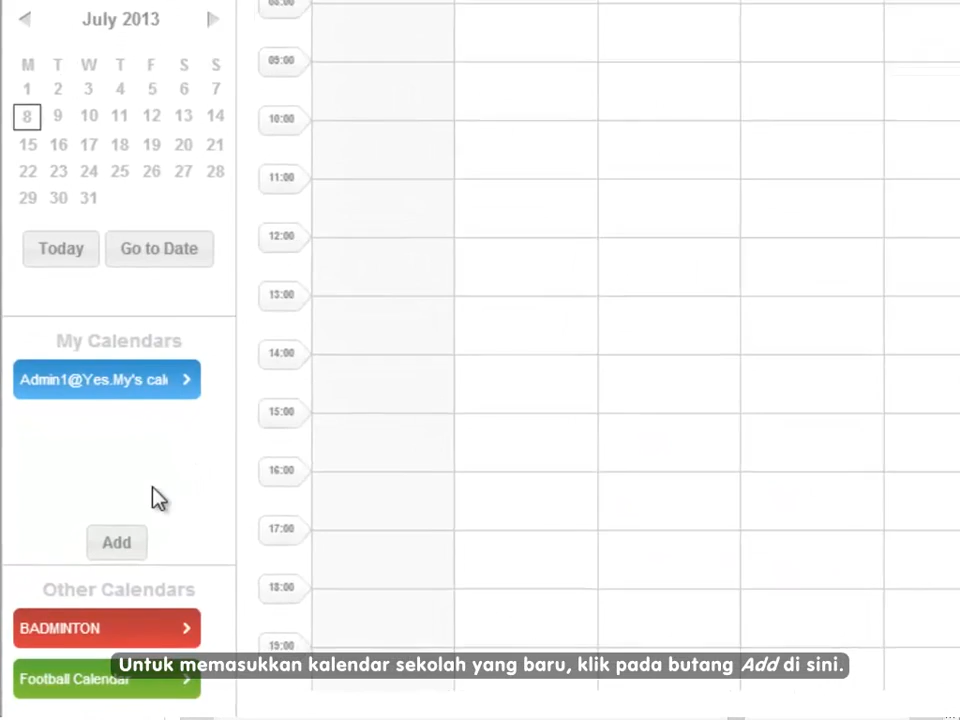 July 2013
M T W T F S S
1 2 3 4 5 6 7
8 9 10 11 12 13 14
15 16 17 18 19 20 21
22 23 24 25 26 27 28
29 30 31
Today Go to Date
My Calendars
Admin1@Yes.My's cal
Add
Other Calendars
BADMINTON
Football Calendar
09:00
10:00
11:00
12:00
13:00
14:00
15:00
16:00
17:00
18:00
19:00
Untuk memasukkan kalendar sekolah yang baru, klik pada butang Add di sini.